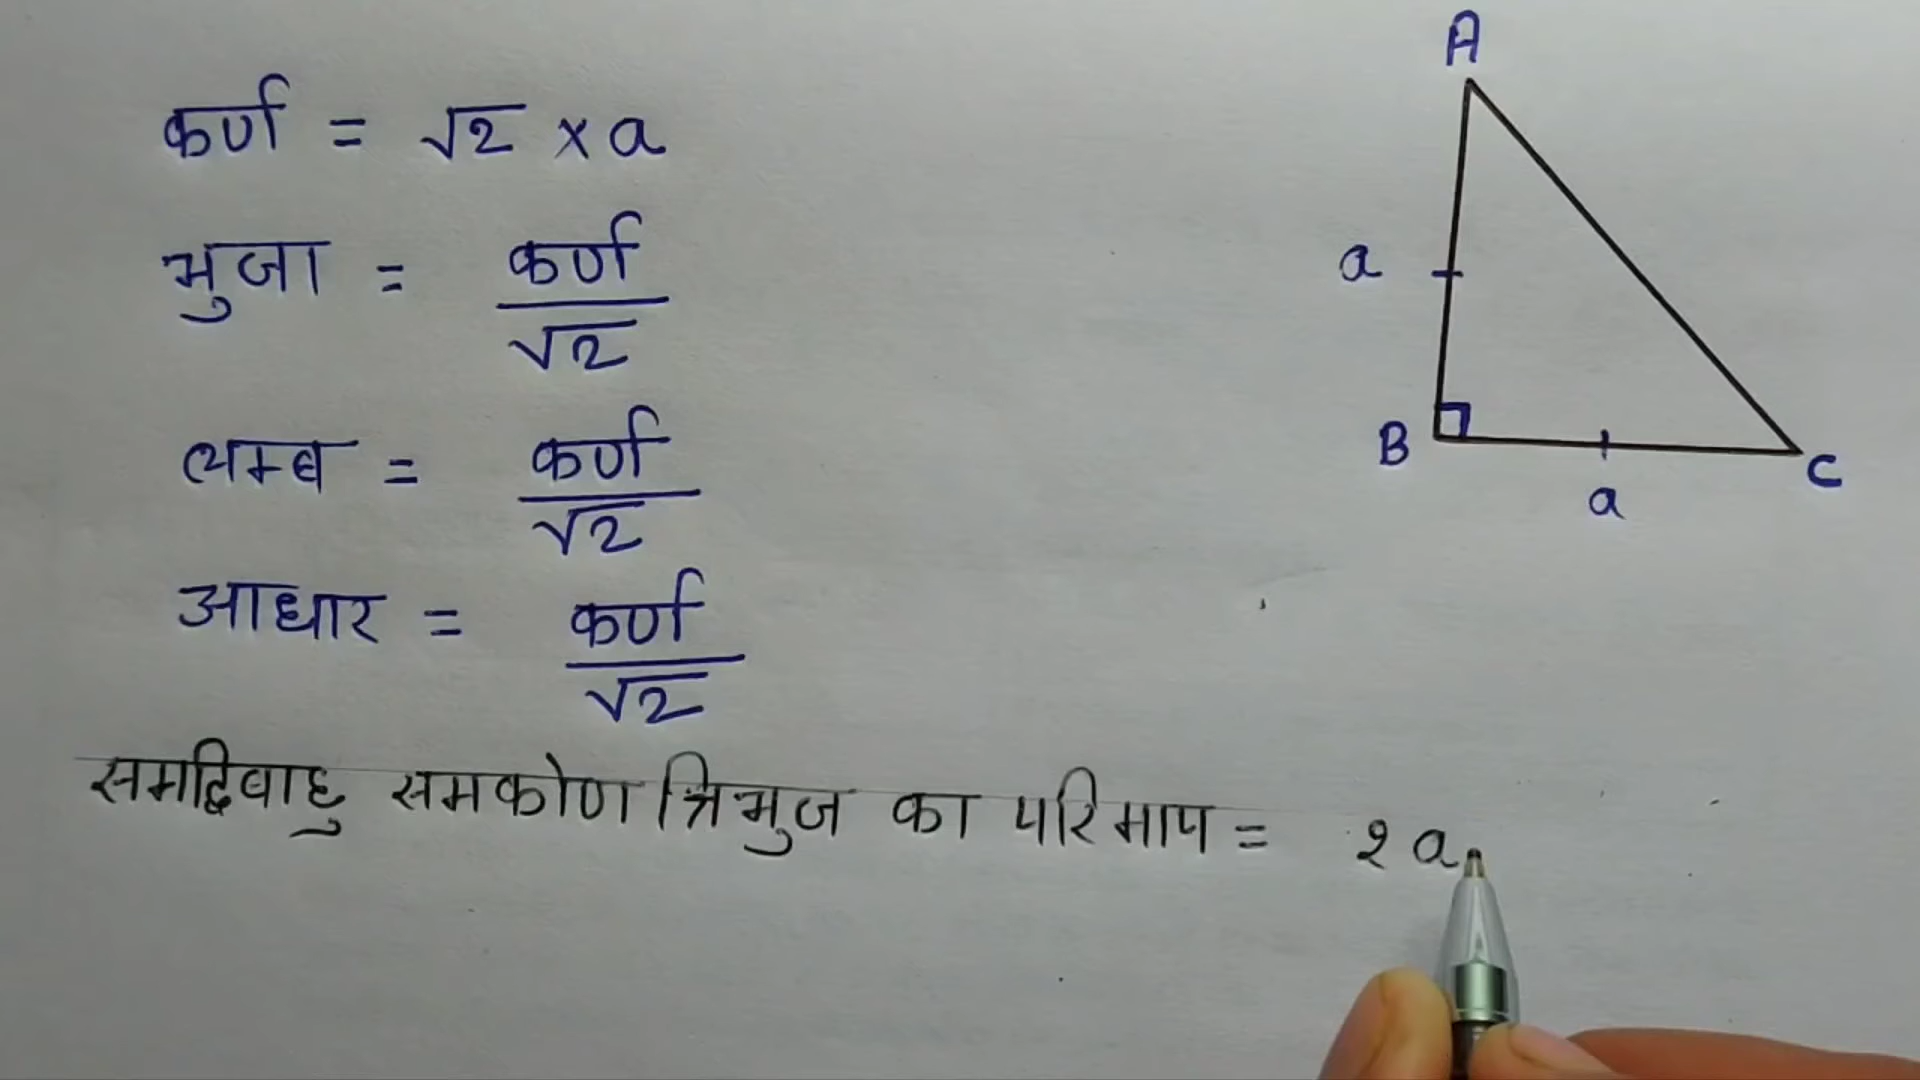 कर्ण = √2 × a
भुजा = कर्ण / √2
लम्ब = कर्ण / √2
आधार = कर्ण / √2
समद्विबाहु समकोण त्रिभुज का परिमाप = 2a
A
a
B
a
C